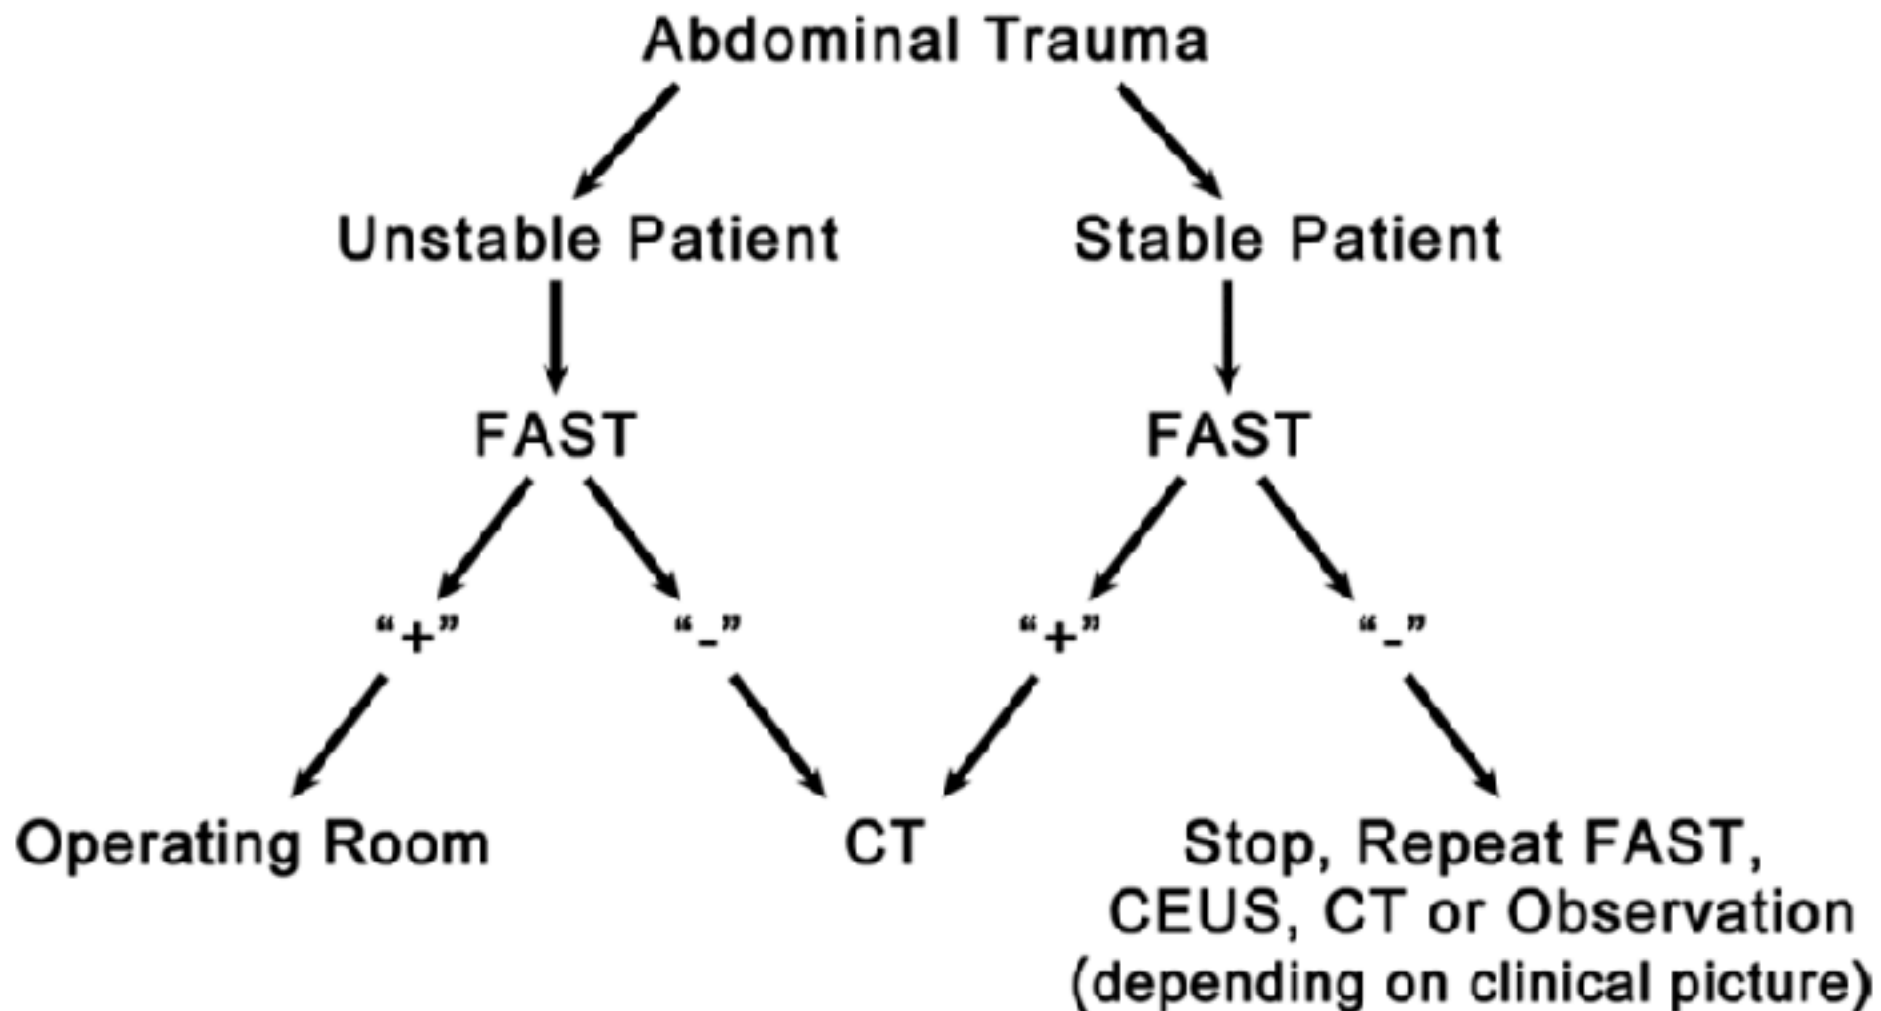 Abdominal Trauma
Unstable Patient
Stable Patient
FAST
FAST
“+”
“-”
“+”
“-”
Operating Room
CT
Stop, Repeat FAST,
CEUS, CT or Observation
(depending on clinical picture)